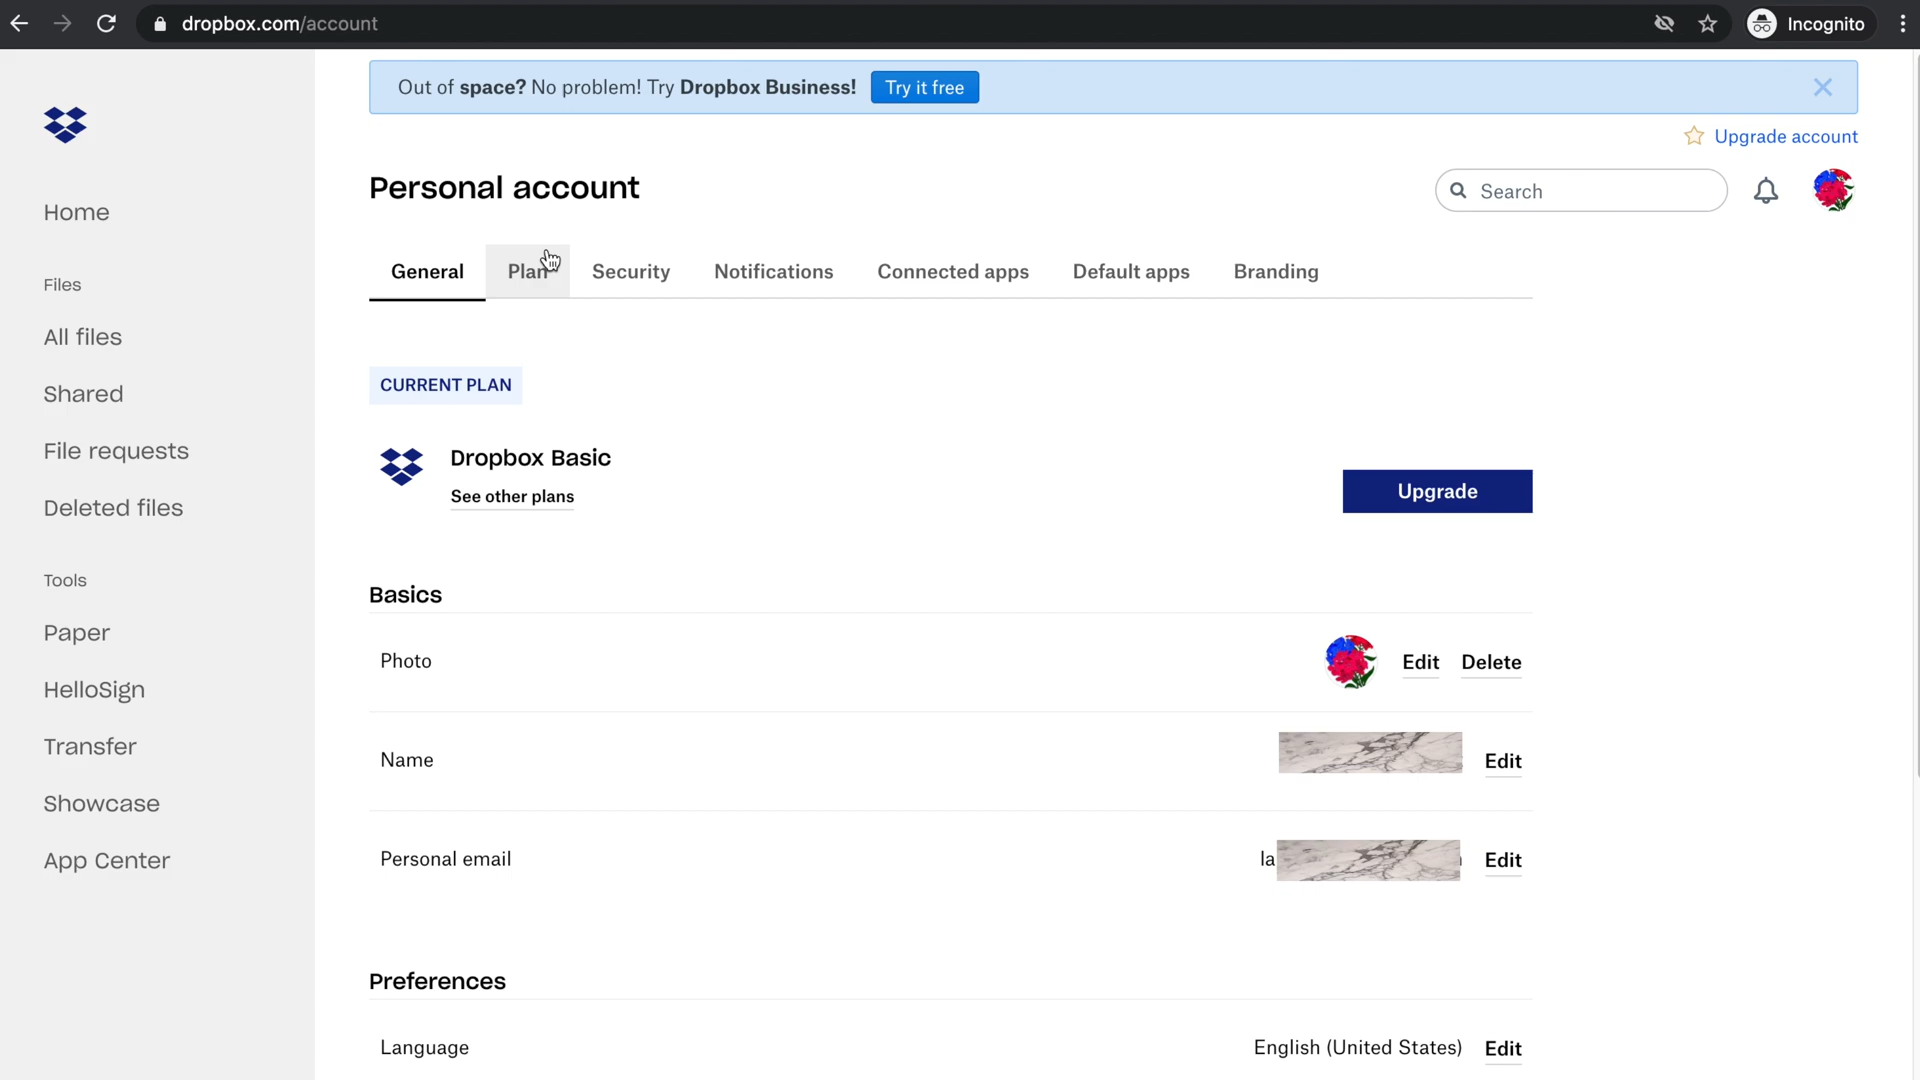 dropbox.com/account
Incognito
Out of space? No problem! Try Dropbox Business! Try it free
Upgrade account
Personal account
Search
General Plan Security Notifications Connected apps Default apps Branding
Home
Files
All files
Shared
File requests
Deleted files
Tools
Paper
HelloSign
Transfer
Showcase
App Center
CURRENT PLAN
Dropbox Basic
See other plans
Upgrade
Basics
Photo Edit Delete
Name Edit
Personal email la Edit
Preferences
Language English (United States) Edit